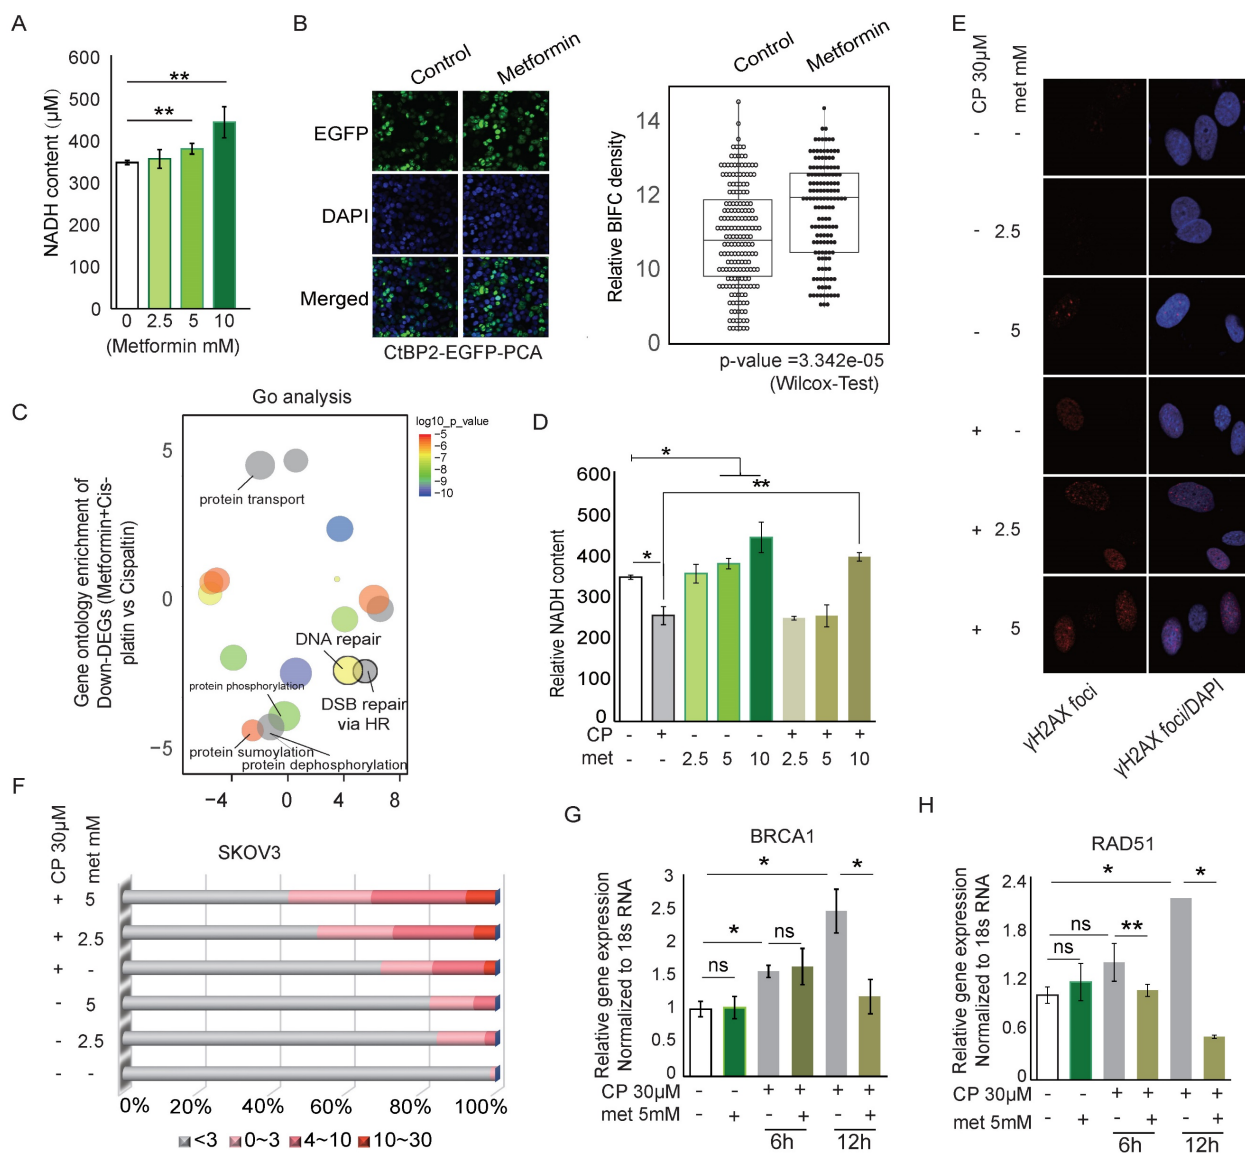 A
NADH content (μM)
600
500
400
300
200
100
0
**
**
0 2.5 5 10
(Metformin mM)
B
Control Metformin
EGFP
DAPI
Merged
CtBP2-EGFP-PCA
Control Metformin
Relative BIFC density
14
12
10
0
p-value =3.342e-05
(Wilcox-Test)
C
Go analysis
Gene ontology enrichment of
Down-DEGs (Metformin+Cis-
platin vs Cispaltin)
5
0
−5
−4 0 4 8
log10_p_value
−5
−6
−7
−8
−9
−10
protein transport
DNA repair
protein phosphorylation
DSB repair
via HR
protein sumoylation
protein dephosphorylation
D
Relative NADH content
600
500
400
300
200
100
0
*
**
*
CP - + - - - + + +
met - - 2.5 5 10 2.5 5 10
E
CP 30μM met mM
- -
- 2.5
- 5
+ -
+ 2.5
+ 5
γH2AX foci γH2AX foci/DAPI
F
CP 30μM met mM
SKOV3
+ 5
+ 2.5
+ -
- 5
- 2.5
- -
0% 20% 40% 60% 80% 100%
<3 0~3 4~10 10~30
G
BRCA1
Relative gene expression
Normalized to 18s RNA
3
2.5
2
1.5
1
0.5
0
* *
* ns
ns
CP 30μM - - + + + +
met 5mM - + - + - +
6h 12h
H
RAD51
Relative gene expression
Normalized to 18s RNA
2.4
1.8
1.2
0.6
0
* *
ns **
ns
CP 30μM - - + + + +
met 5mM - + - + - +
6h 12h